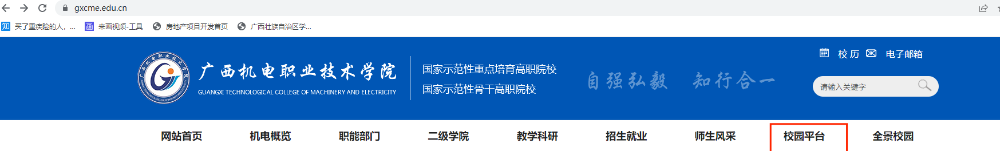 gxcme.edu.cn
知 买了重疾险的人，... 画 来画视频-工具 房地产项目开发首页 广西壮族自治区学...
校 历 电子邮箱
广西机电职业技术学院
GUANGXI TECHNOLOGICAL COLLEGE OF MACHINERY AND ELECTRICITY
国家示范性重点培育高职院校
国家示范性骨干高职院校
自强弘毅 知行合一
请输入关键字
网站首页 机电概览 职能部门 二级学院 教学科研 招生就业 师生风采 校园平台 全景校园